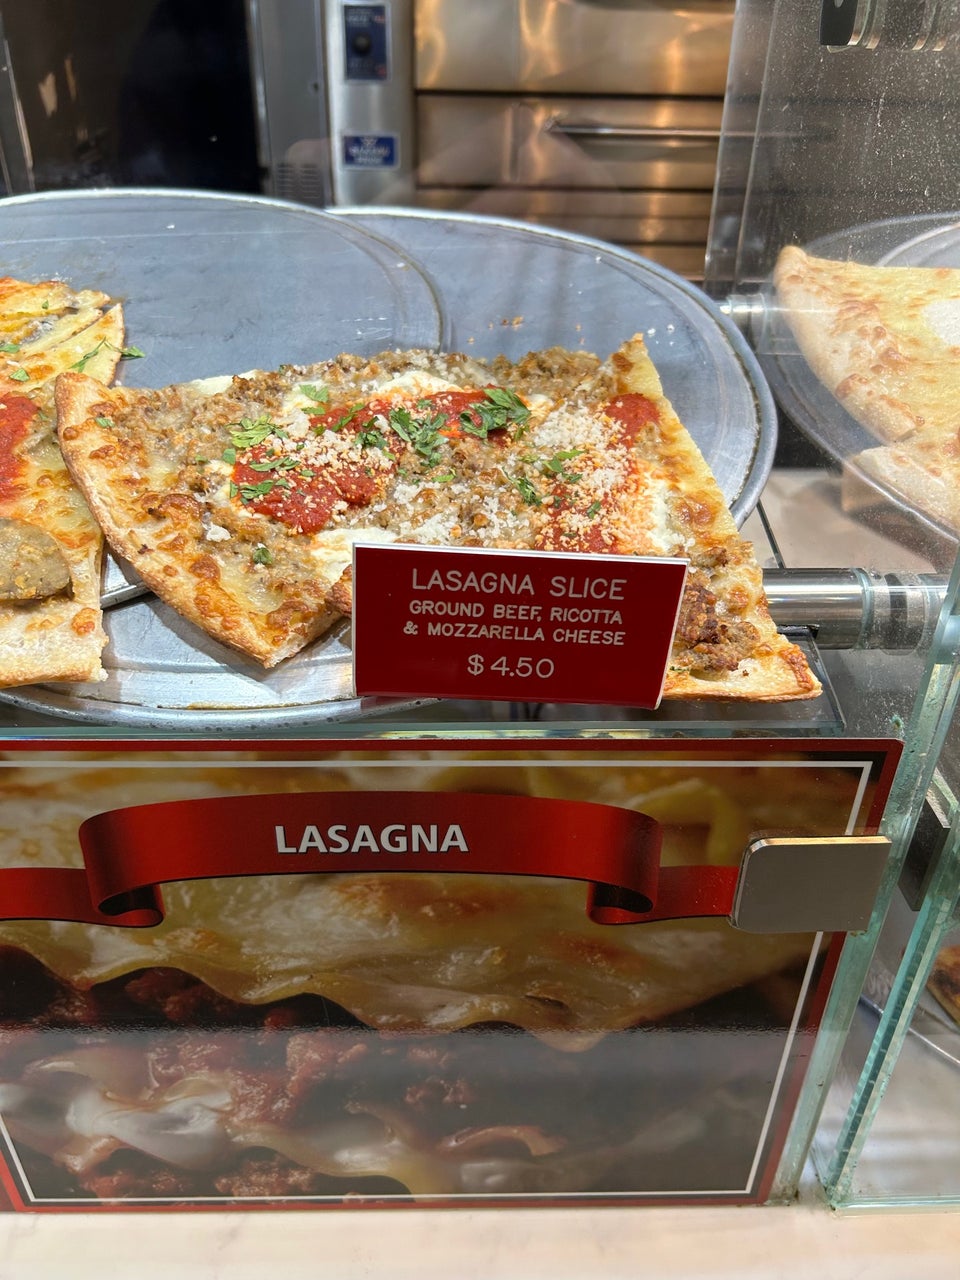 LASAGNA SLICE
GROUND BEEF, RICOTTA
& MOZZARELLA CHEESE
$4.50
LASAGNA